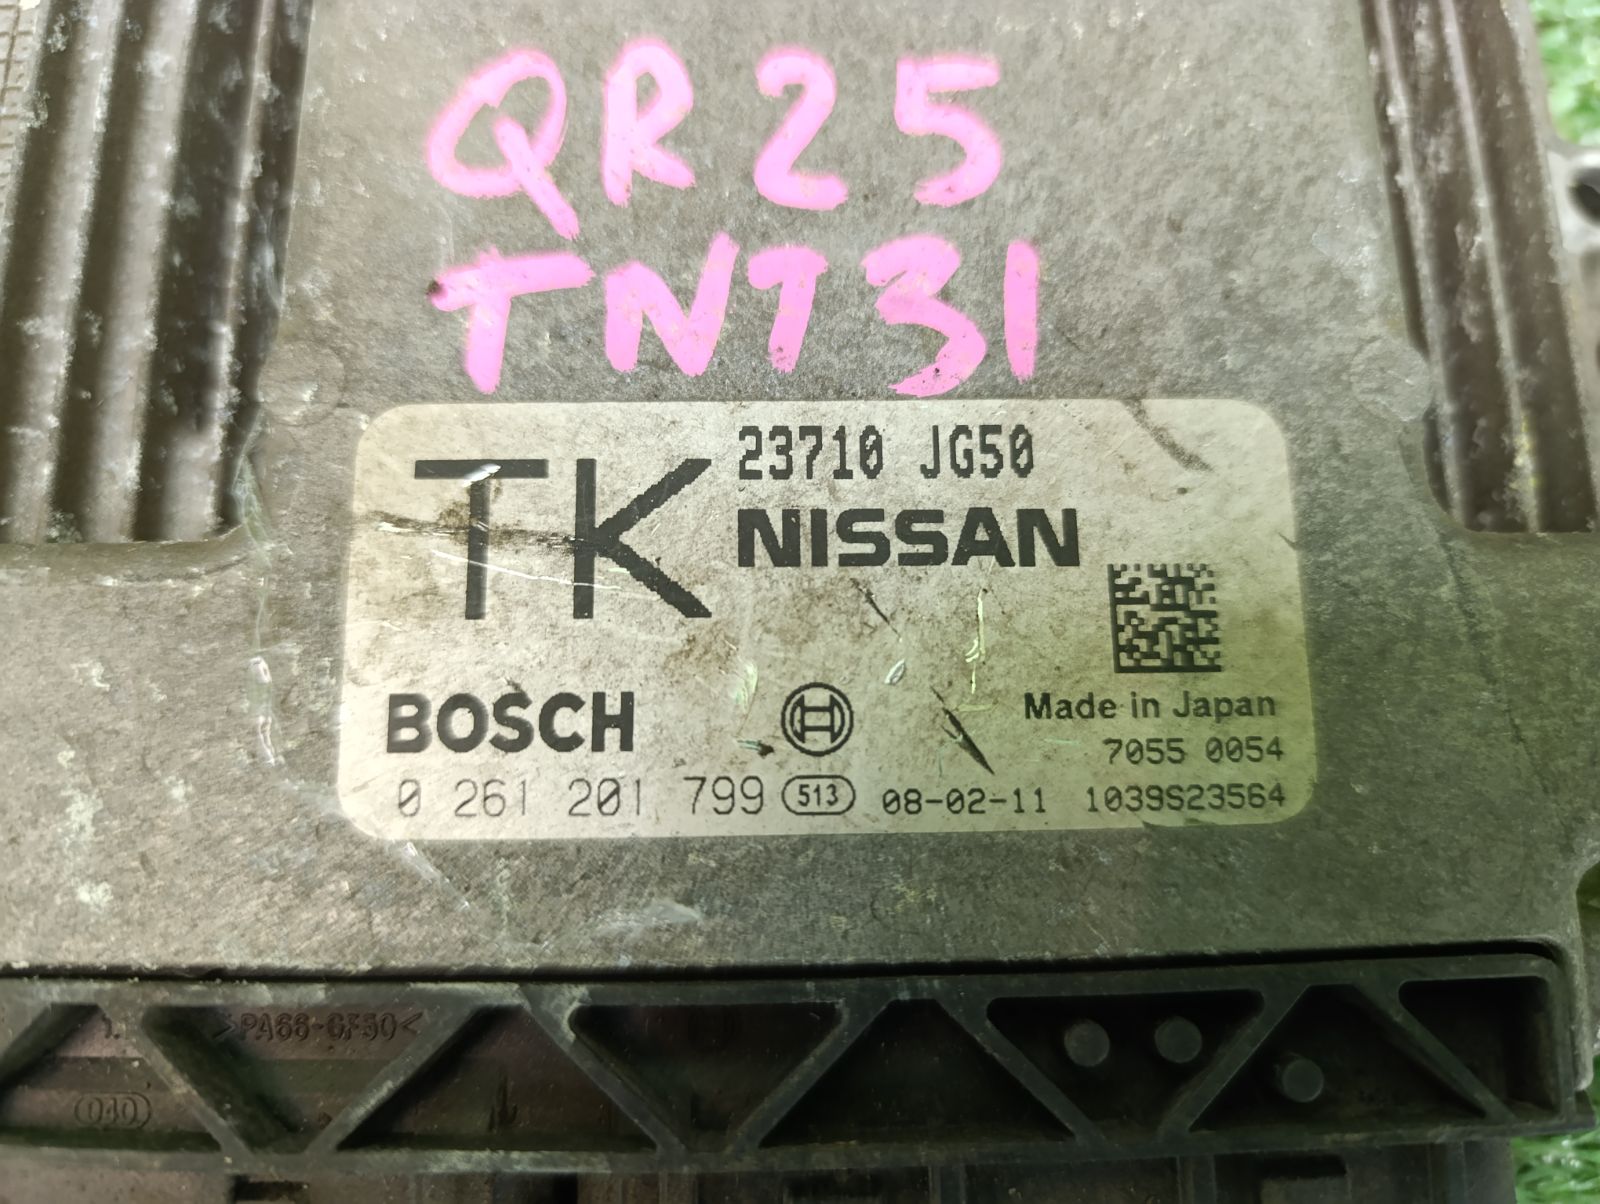 QR25
TNT31
23710 JG50
TK
NISSAN
BOSCH
Made in Japan
7055 0054
0 261 201 799 513 08-02-11 1039S23564
>PA66-GF30<
040